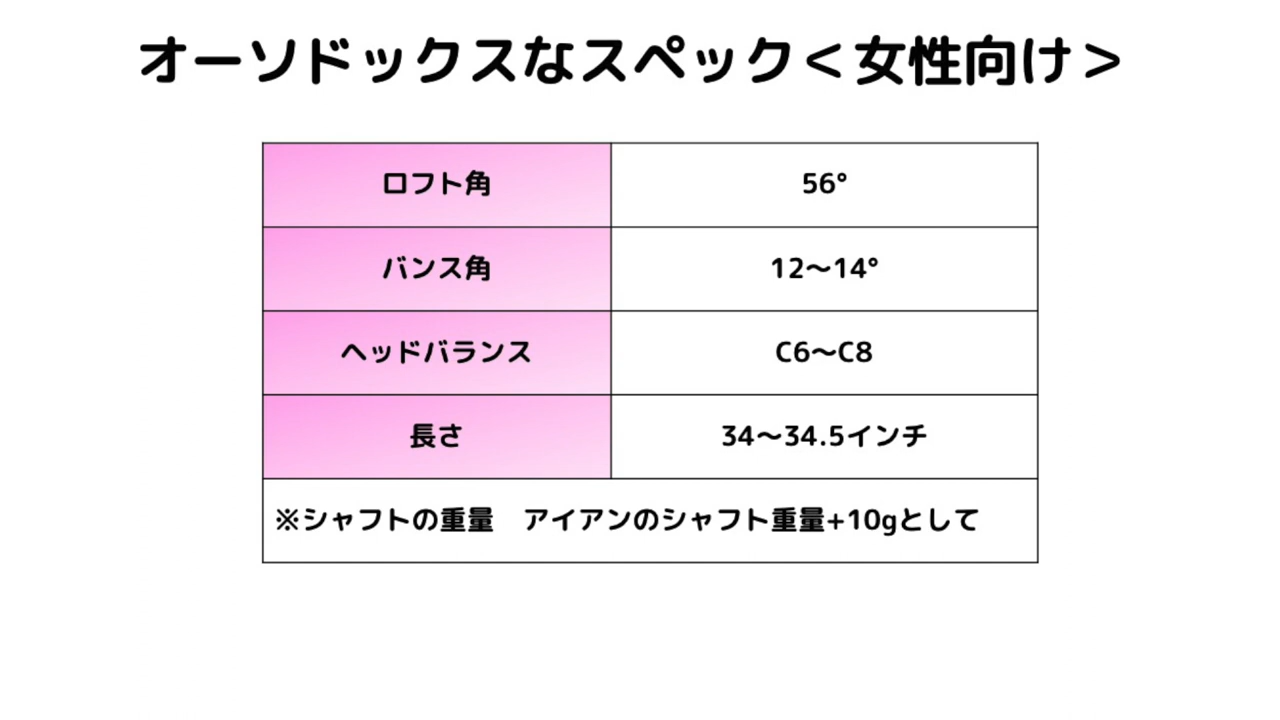 オーソドックスなスペック＜女性向け＞
ロフト角 56°
バンス角 12〜14°
ヘッドバランス C6〜C8
長さ 34〜34.5インチ
※シャフトの重量　アイアンのシャフト重量+10gとして